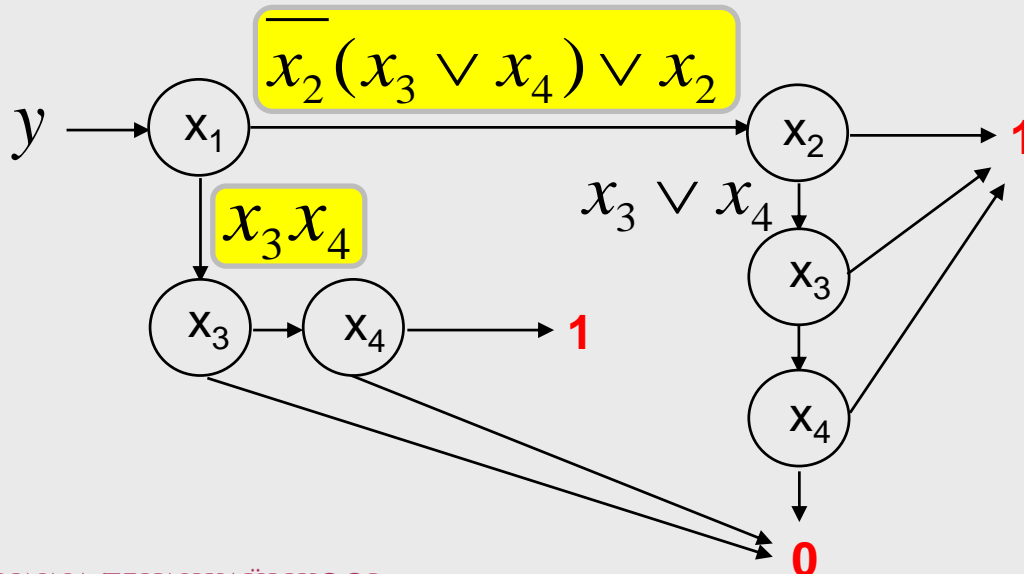 x̅₂(x₃ ∨ x₄) ∨ x₂
y
x₁
x₂
1
x₃x₄
x₃ ∨ x₄
x₃
x₃
x₄
1
x₄
0